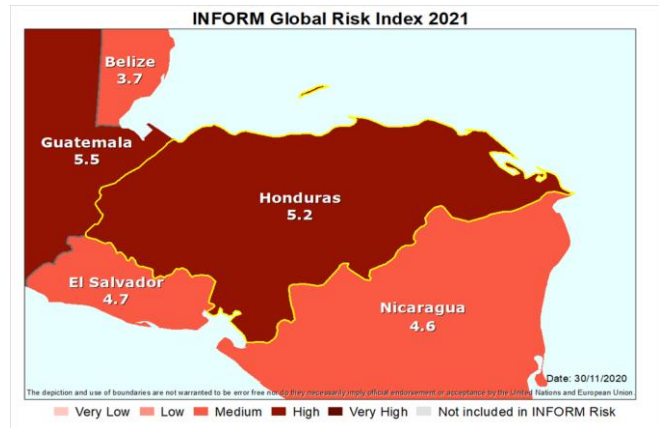 INFORM Global Risk Index 2021
Belize
3.7
Guatemala
5.5
Honduras
5.2
El Salvador
4.7
Nicaragua
4.6
Date: 30/11/2020
The depiction and use of boundaries are not warranted to be error free nor do they necessarily imply official endorsement or acceptance by the United Nations and European Union
Very Low Low Medium High Very High Not included in INFORM Risk